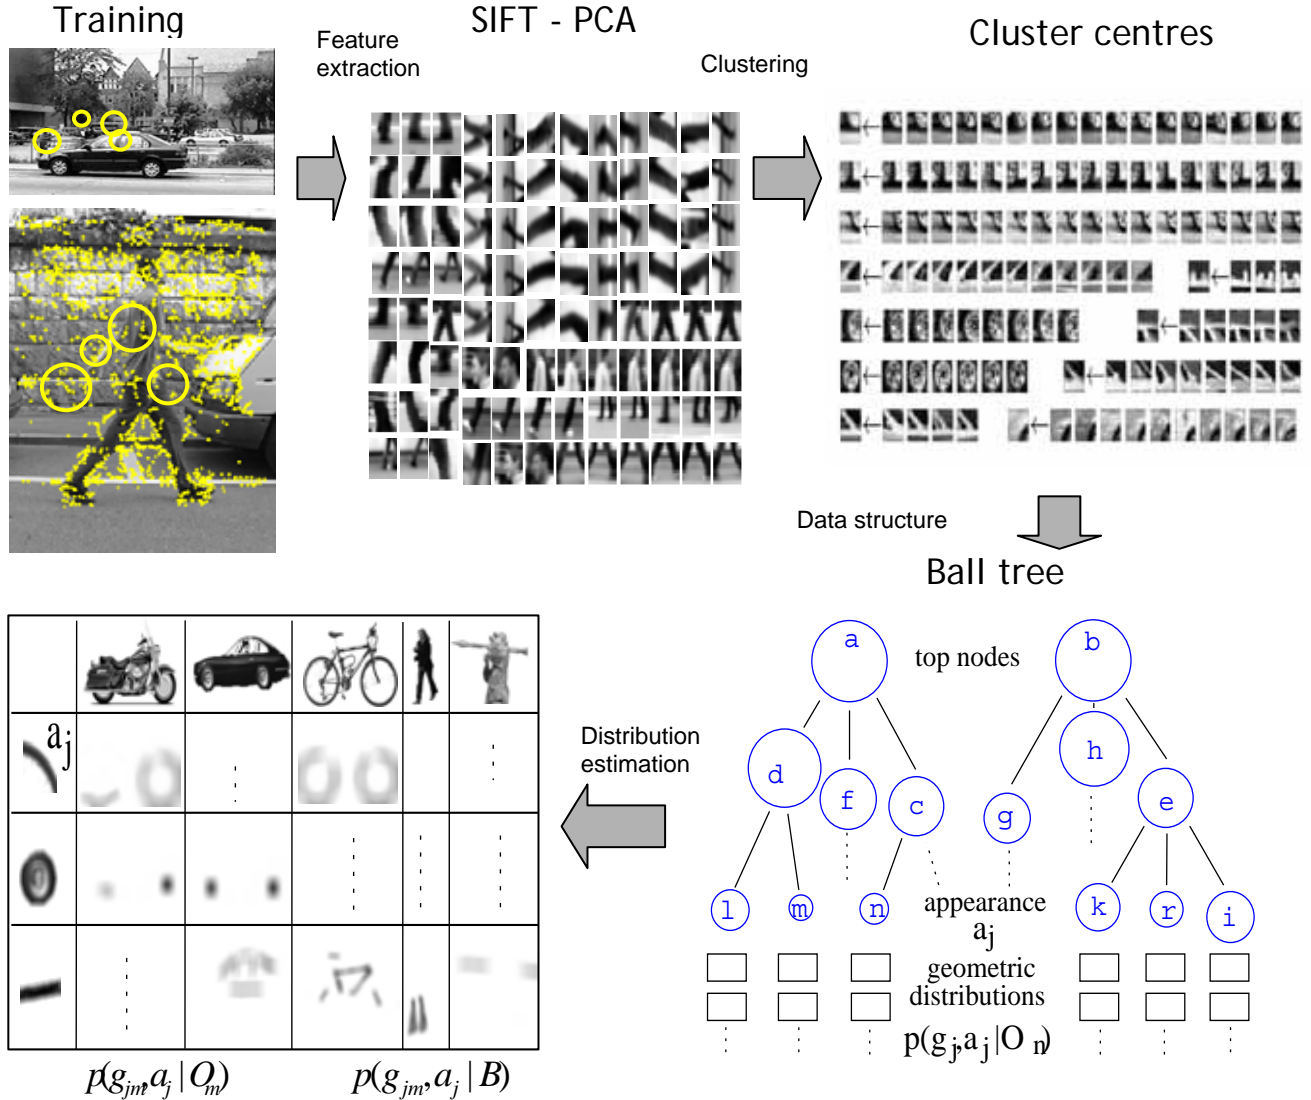 Training
Feature
extraction
SIFT - PCA
Clustering
Cluster centres
Data structure
Ball tree
a
top nodes
b
d
f
c
g
h
e
l
m
n
appearance
aj
k
r
i
geometric
distributions
p(gj,aj|On)
Distribution
estimation
aj
p(gjm,aj|Om)
p(gjm,aj|B)